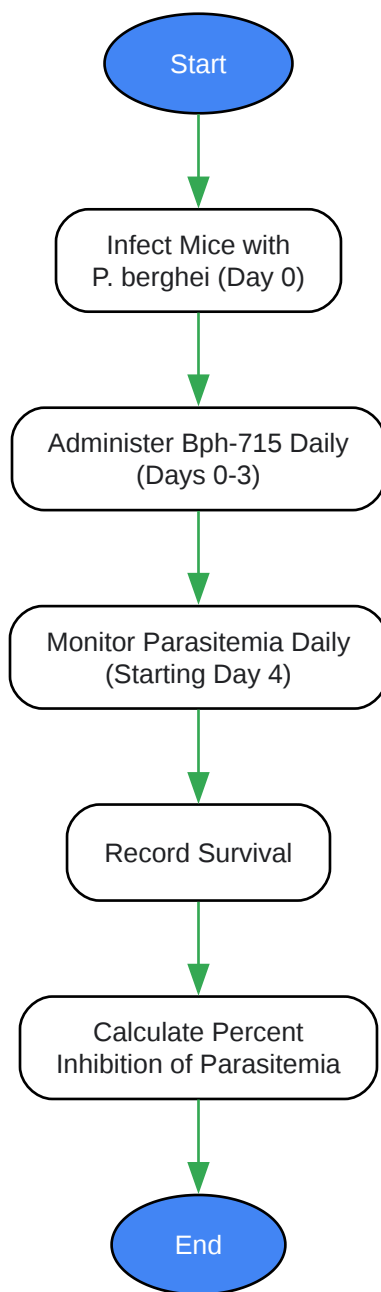 Start
Infect Mice with
P. berghei (Day 0)
Administer Bph-715 Daily
(Days 0-3)
Monitor Parasitemia Daily
(Starting Day 4)
Record Survival
Calculate Percent
Inhibition of Parasitemia
End